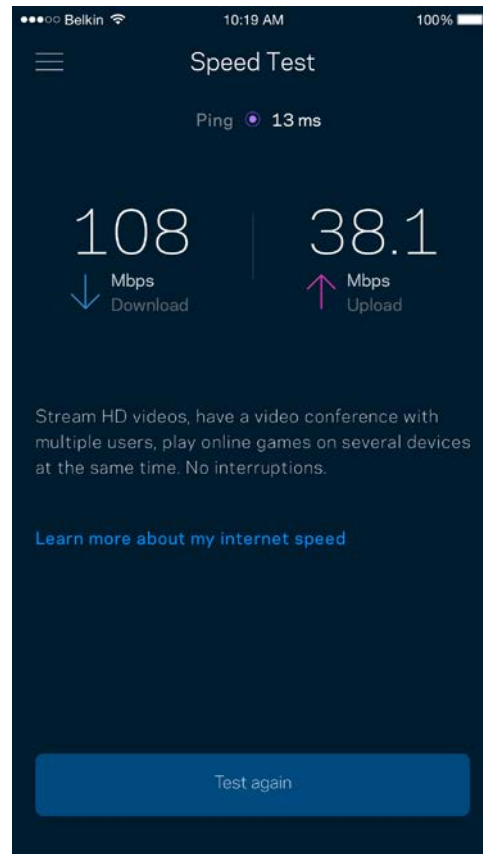 Belkin 10:19 AM 100%
Speed Test
Ping 13 ms
108 38.1
Mbps Mbps
Download Upload
Stream HD videos, have a video conference with
multiple users, play online games on several devices
at the same time. No interruptions.
Learn more about my internet speed
Test again